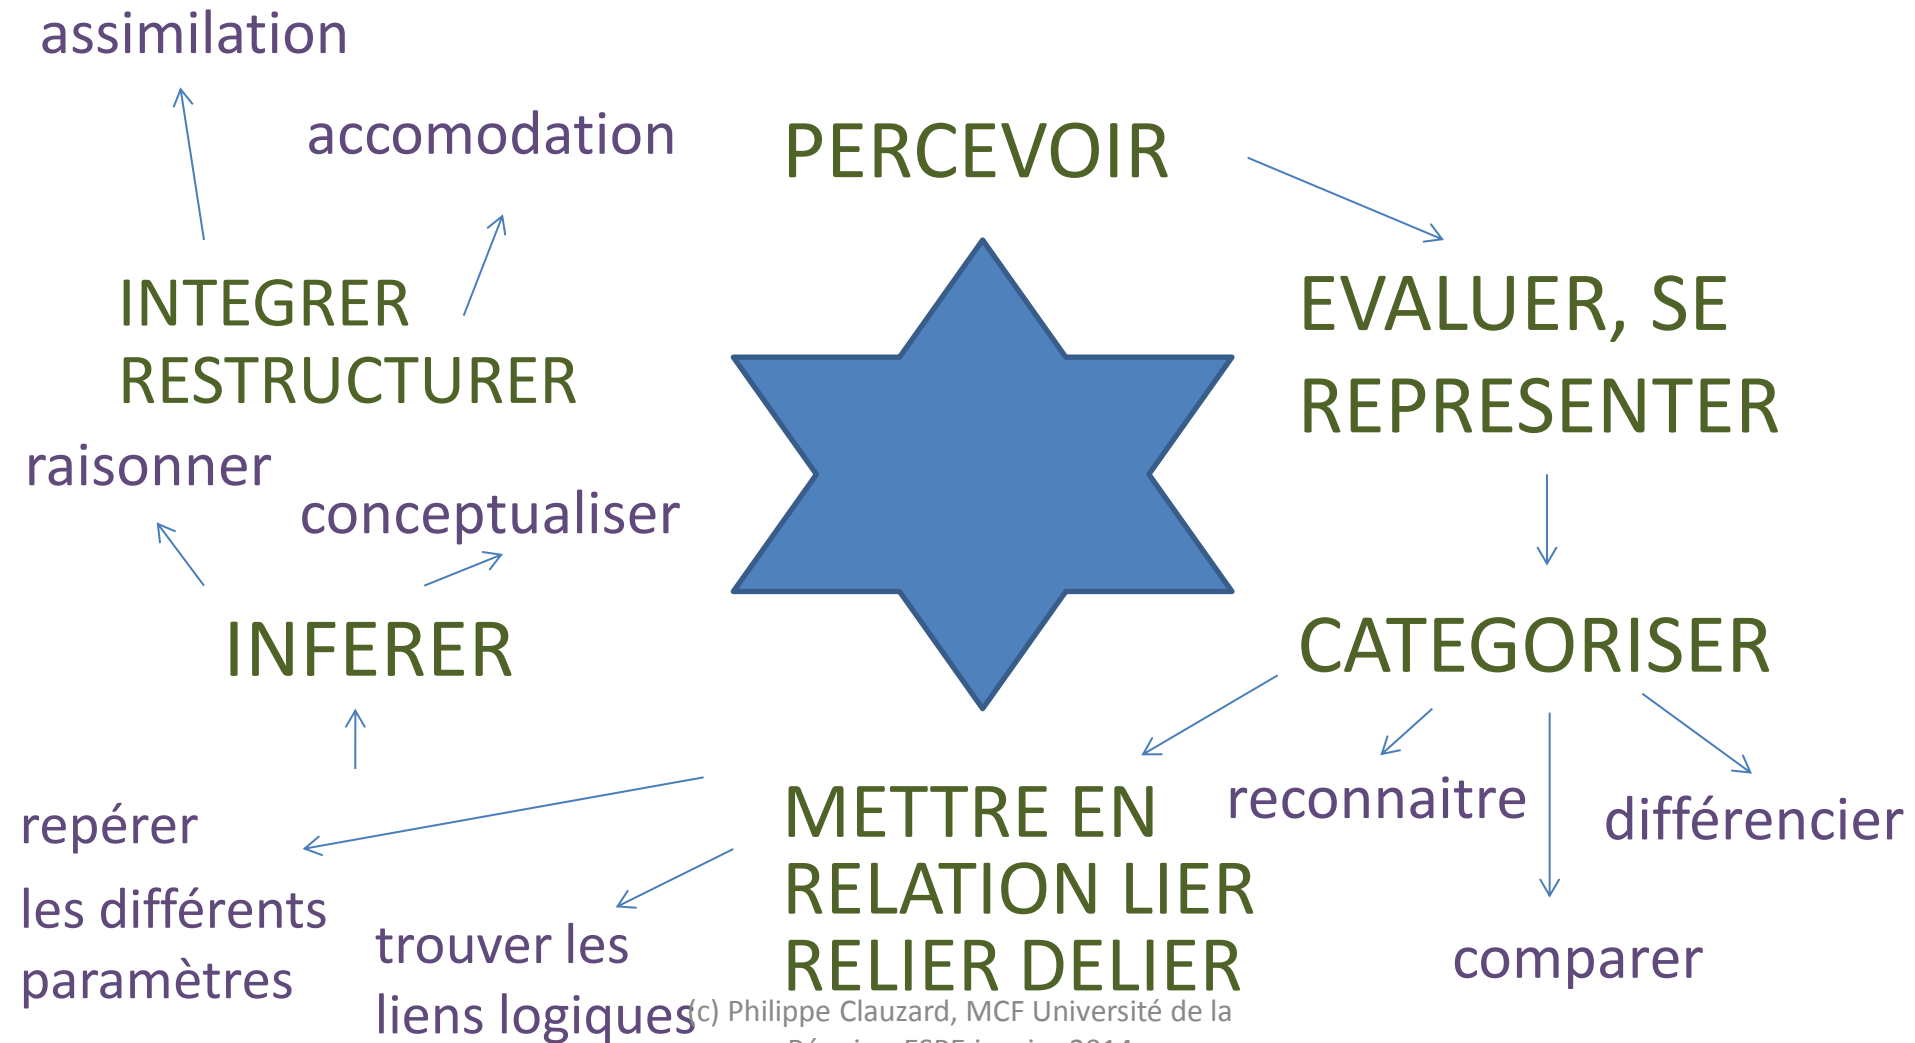 assimilation
accomodation
PERCEVOIR
INTEGRER
RESTRUCTURER
EVALUER, SE
REPRESENTER
raisonner
conceptualiser
INFERER
CATEGORISER
reconnaitre
différencier
comparer
METTRE EN
RELATION LIER
RELIER DELIER
repérer
les différents
paramètres
trouver les
liens logiques
(c) Philippe Clauzard, MCF Université de la